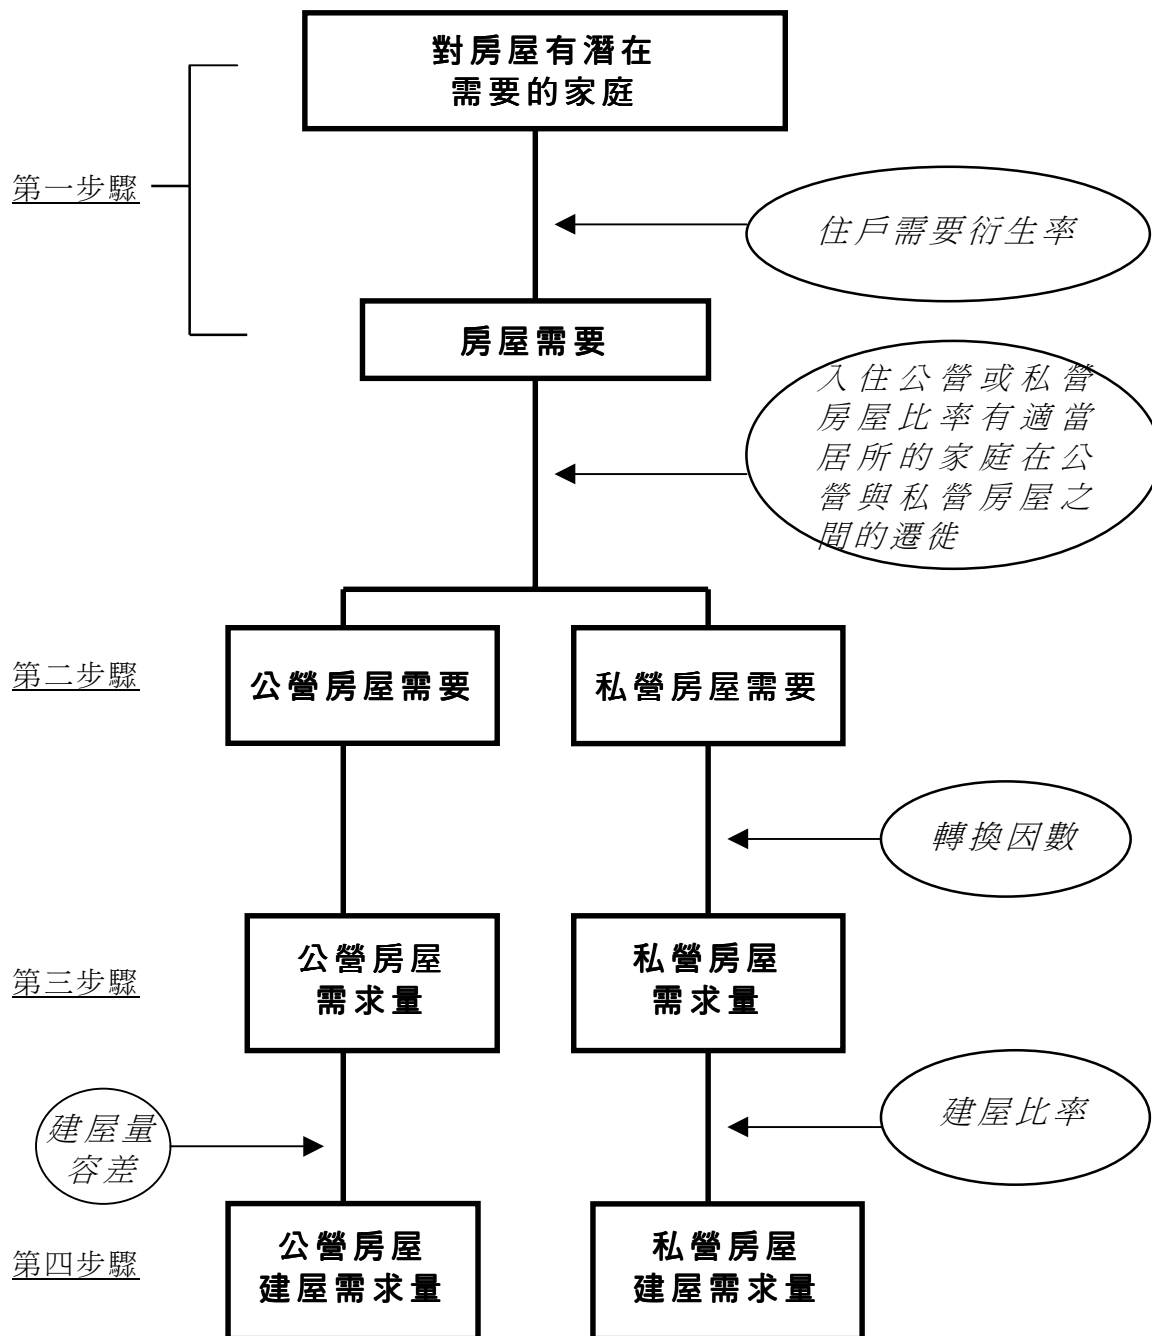 對房屋有潛在
需要的家庭
第一步驟
住戶需要衍生率
房屋需要
入住公營或私營
房屋比率有適當
居所的家庭在公
營與私營房屋之
間的遷徙
第二步驟
公營房屋需要
私營房屋需要
轉換因數
第三步驟
公營房屋
需求量
私營房屋
需求量
建屋量
容差
建屋比率
第四步驟
公營房屋
建屋需求量
私營房屋
建屋需求量